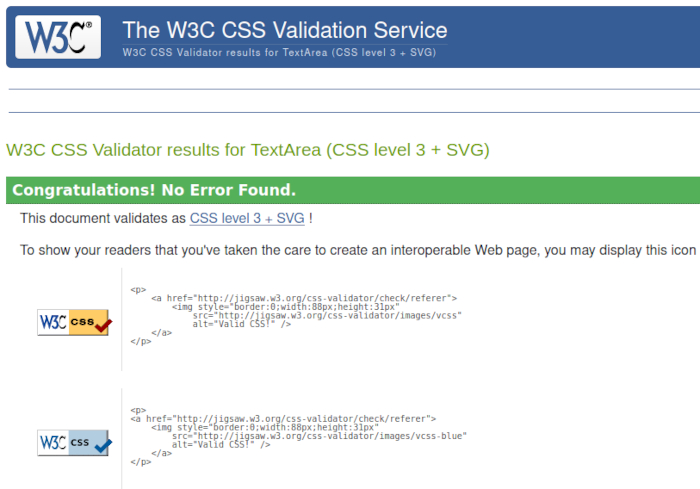 W3C®
The W3C CSS Validation Service
W3C CSS Validator results for TextArea (CSS level 3 + SVG)
W3C CSS Validator results for TextArea (CSS level 3 + SVG)
Congratulations! No Error Found.
This document validates as CSS level 3 + SVG !
To show your readers that you've taken the care to create an interoperable Web page, you may display this icon
W3C css
<p>
<a href="http://jigsaw.w3.org/css-validator/check/referer">
<img style="border:0;width:88px;height:31px"
src="http://jigsaw.w3.org/css-validator/images/vcss"
alt="Valid CSS!" />
</a>
</p>
W3C css
<p>
<a href="http://jigsaw.w3.org/css-validator/check/referer">
<img style="border:0;width:88px;height:31px"
src="http://jigsaw.w3.org/css-validator/images/vcss-blue"
alt="Valid CSS!" />
</a>
</p>